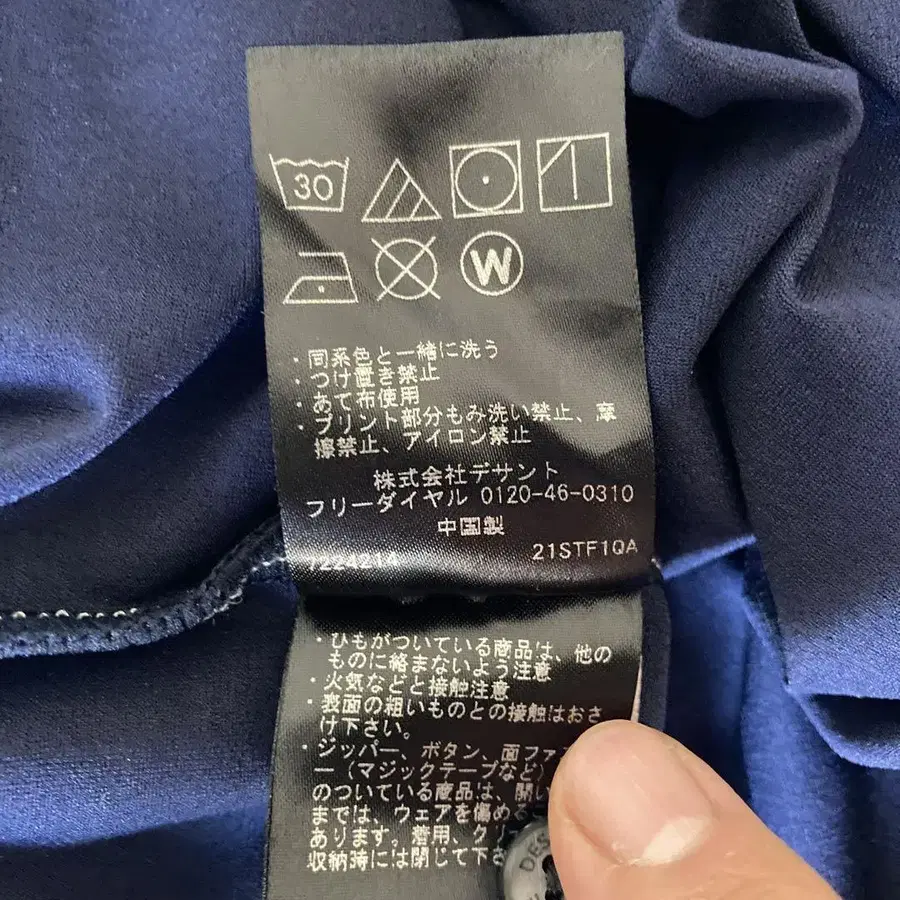 30
W
・同系色と一緒に洗う
・つけ置き禁止
・あて布使用
・プリント部分もみ洗い禁止、摩
擦禁止、アイロン禁止
株式会社デサント
フリーダイヤル 0120-46-0310
中国製
7224214 21STF1QA
・ひもがついている商品は、他の
ものに絡まないよう注意
・火気などと接触注意
・表面の粗いものとの接触はおさ
け下さい。
・ジッパー、ボタン、面ファ
ー(マジックテープなど)
のついている商品は、開い
までは、ウェアを傷める
あります。着用、クリ
収納時には閉じて下さ
DES